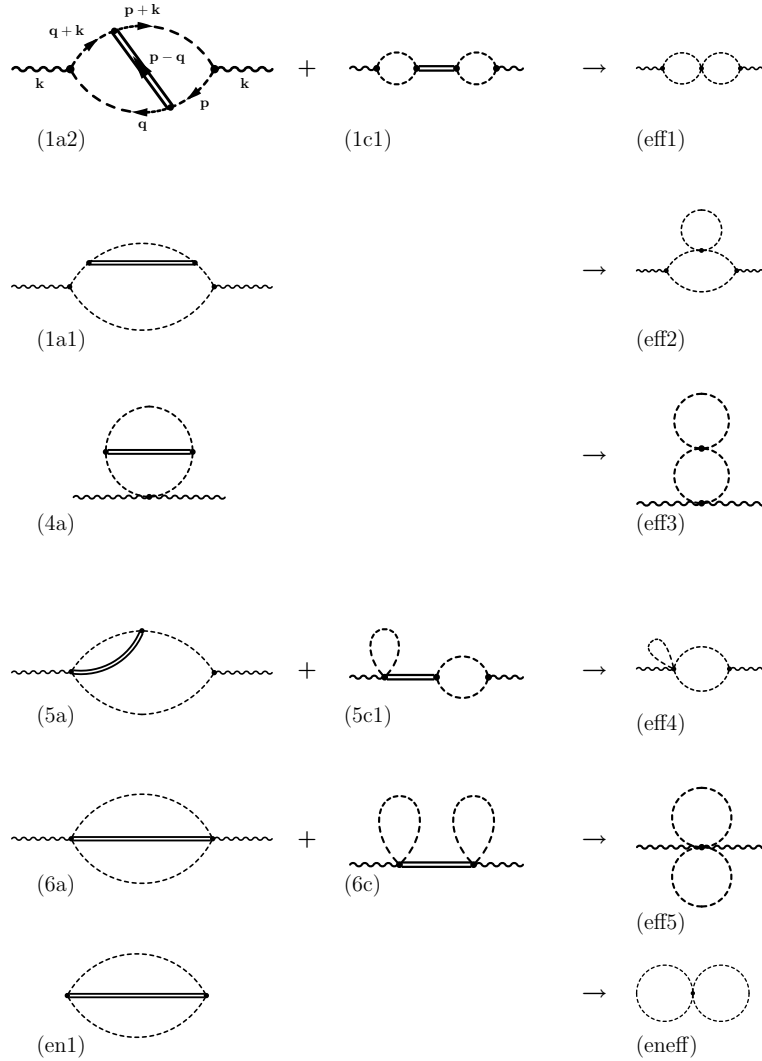 q + k p + k
p − q
k q p k
+ →
(1a2) (1c1) (eff1)
→
(1a1) (eff2)
→
(4a) (eff3)
+ →
(5a) (5c1) (eff4)
+ →
(6a) (6c) (eff5)
→
(en1) (eneff)